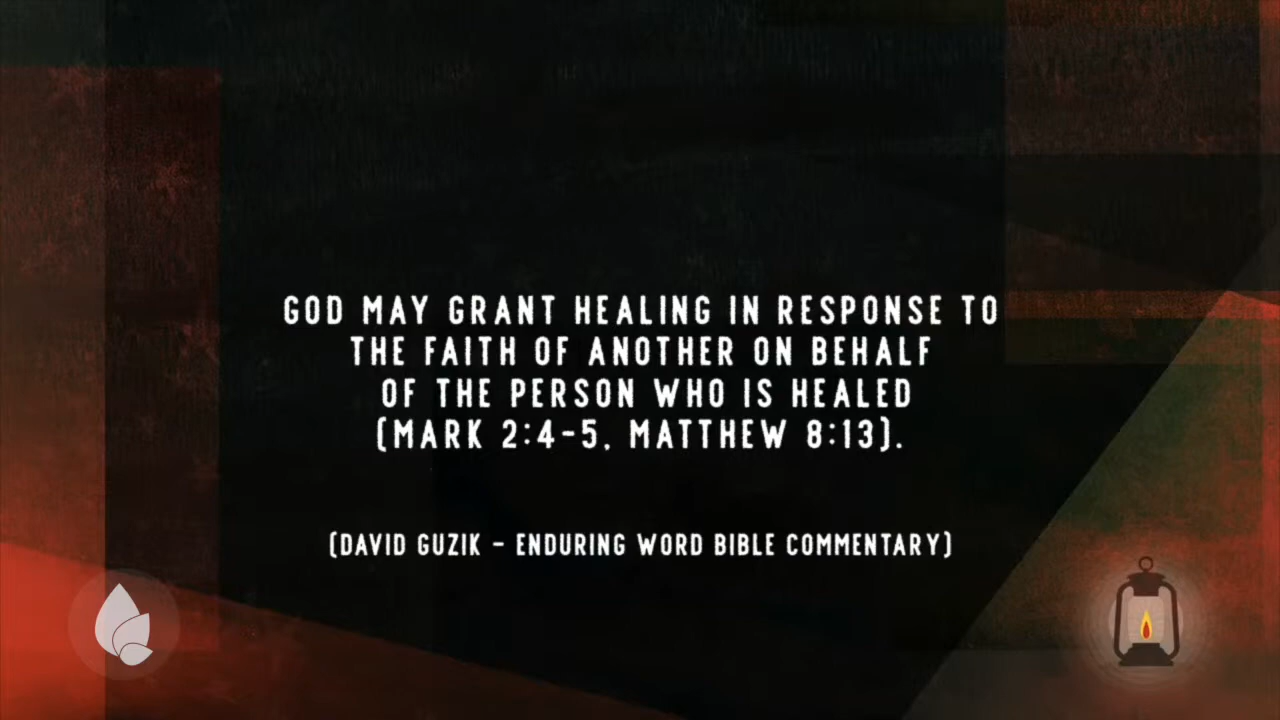 GOD MAY GRANT HEALING IN RESPONSE TO
THE FAITH OF ANOTHER ON BEHALF
OF THE PERSON WHO IS HEALED
(MARK 2:4-5, MATTHEW 8:13).
(DAVID GUZIK - ENDURING WORD BIBLE COMMENTARY)